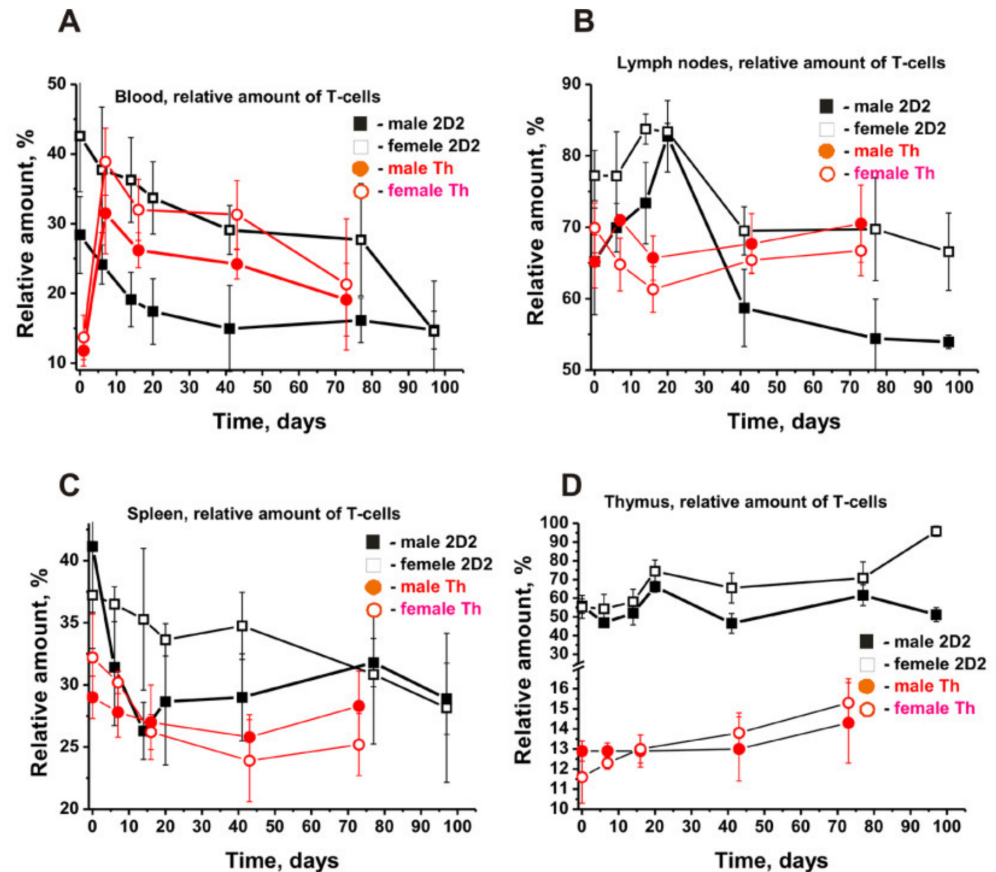 A
Blood, relative amount of T-cells
- male 2D2
- femele 2D2
- male Th
- female Th
Relative amount, %
50
40
30
20
10
0 10 20 30 40 50 60 70 80 90 100
Time, days
B
Lymph nodes, relative amount of T-cells
- male 2D2
- femele 2D2
- male Th
- female Th
Relative amount, %
90
80
70
60
50
0 10 20 30 40 50 60 70 80 90 100
Time, days
C
Spleen, relative amount of T-cells
- male 2D2
- femele 2D2
- male Th
- female Th
Relative amount, %
40
35
30
25
20
0 10 20 30 40 50 60 70 80 90 100
Time, days
D
Thymus, relative amount of T-cells
Relative amount, %
100
90
80
70
60
50
40
30
16
15
14
13
12
11
10
- male 2D2
- femele 2D2
- male Th
- female Th
0 10 20 30 40 50 60 70 80 90 100
Time, days